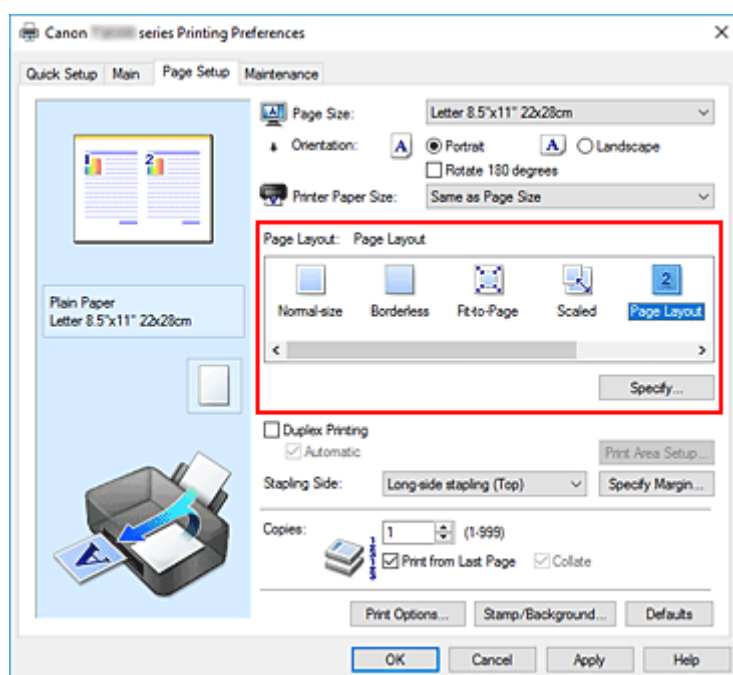 Canon series Printing Preferences
Quick Setup Main Page Setup Maintenance
Page Size: Letter 8.5"x11" 22x28cm
Orientation: A Portrait A Landscape
Rotate 180 degrees
Printer Paper Size: Same as Page Size
1 2
Page Layout: Page Layout
2
Normal-size Borderless Fit-to-Page Scaled Page Layout
Plain Paper
Letter 8.5"x11" 22x28cm
Specify...
Duplex Printing
Automatic Print Area Setup...
Stapling Side: Long-side stapling (Top) Specify Margin...
Copies: 1 (1-999)
Print from Last Page Collate
A
Print Options... Stamp/Background... Defaults
OK Cancel Apply Help